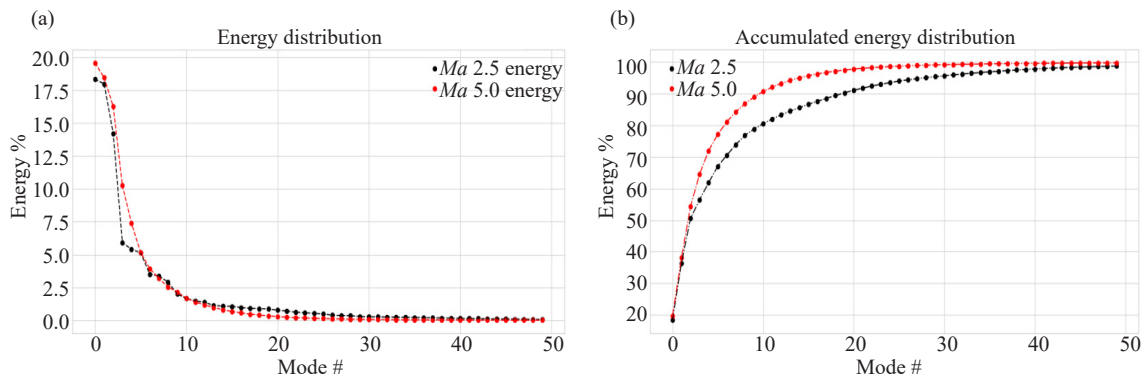 (a)
Energy distribution
20.0
17.5
15.0
12.5
10.0
7.5
5.0
2.5
0.0
Energy %
Ma 2.5 energy
Ma 5.0 energy
0 10 20 30 40 50
Mode #
(b)
Accumulated energy distribution
100
90
80
70
60
50
40
30
20
Energy %
Ma 2.5
Ma 5.0
0 10 20 30 40 50
Mode #